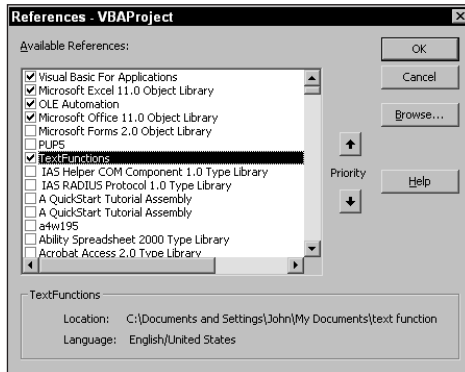 References - VBAProject
Available References:
Visual Basic For Applications
Microsoft Excel 11.0 Object Library
OLE Automation
Microsoft Office 11.0 Object Library
Microsoft Forms 2.0 Object Library
PUP5
TextFunctions
IAS Helper COM Component 1.0 Type Library
IAS RADIUS Protocol 1.0 Type Library
A QuickStart Tutorial Assembly
A QuickStart Tutorial Assembly
a4w195
Ability Spreadsheet 2000 Type Library
Acrobat Access 2.0 Type Library
OK
Cancel
Browse...
Priority
Help
TextFunctions
Location: C:\Documents and Settings\John\My Documents\text function
Language: English/United States